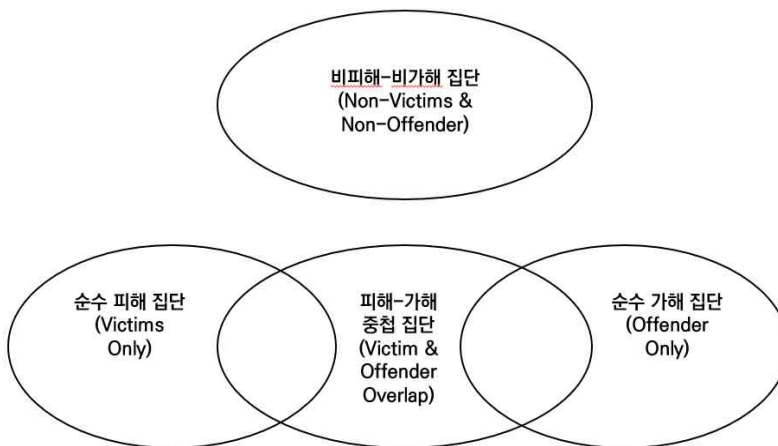 비피해-비가해 집단
(Non-Victims &
Non-Offender)
순수 피해 집단
(Victims
Only)
피해-가해
중첩 집단
(Victim &
Offender
Overlap)
순수 가해 집단
(Offender
Only)